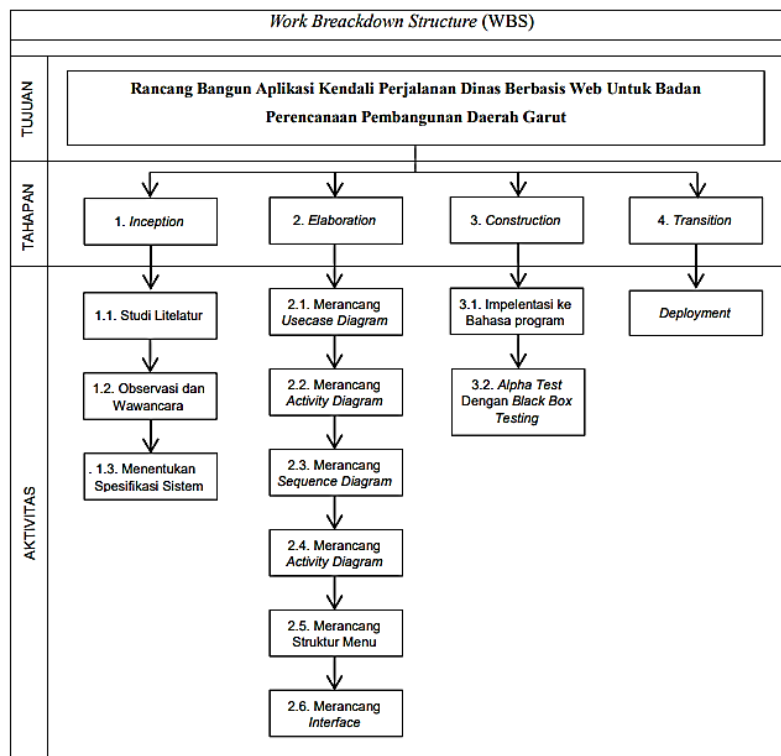 Work Breackdown Structure (WBS)
TUJUAN
Rancang Bangun Aplikasi Kendali Perjalanan Dinas Berbasis Web Untuk Badan
Perencanaan Pembangunan Daerah Garut
TAHAPAN
1. Inception
2. Elaboration
3. Construction
4. Transition
AKTIVITAS
1.1. Studi Litelatur
1.2. Observasi dan
Wawancara
. 1.3. Menentukan
Spesifikasi Sistem
2.1. Merancang
Usecase Diagram
2.2. Merancang
Activity Diagram
2.3. Merancang
Sequence Diagram
2.4. Merancang
Activity Diagram
2.5. Merancang
Struktur Menu
2.6. Merancang
Interface
3.1. Impelentasi ke
Bahasa program
3.2. Alpha Test
Dengan Black Box
Testing
Deployment